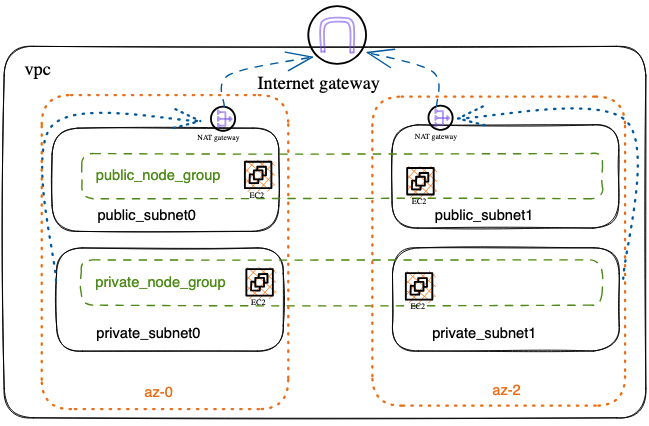 vpc
Internet gateway
NAT gateway
NAT gateway
public_node_group
EC2
EC2
public_subnet0
public_subnet1
private_node_group
EC2
EC2
private_subnet0
private_subnet1
az-0
az-2